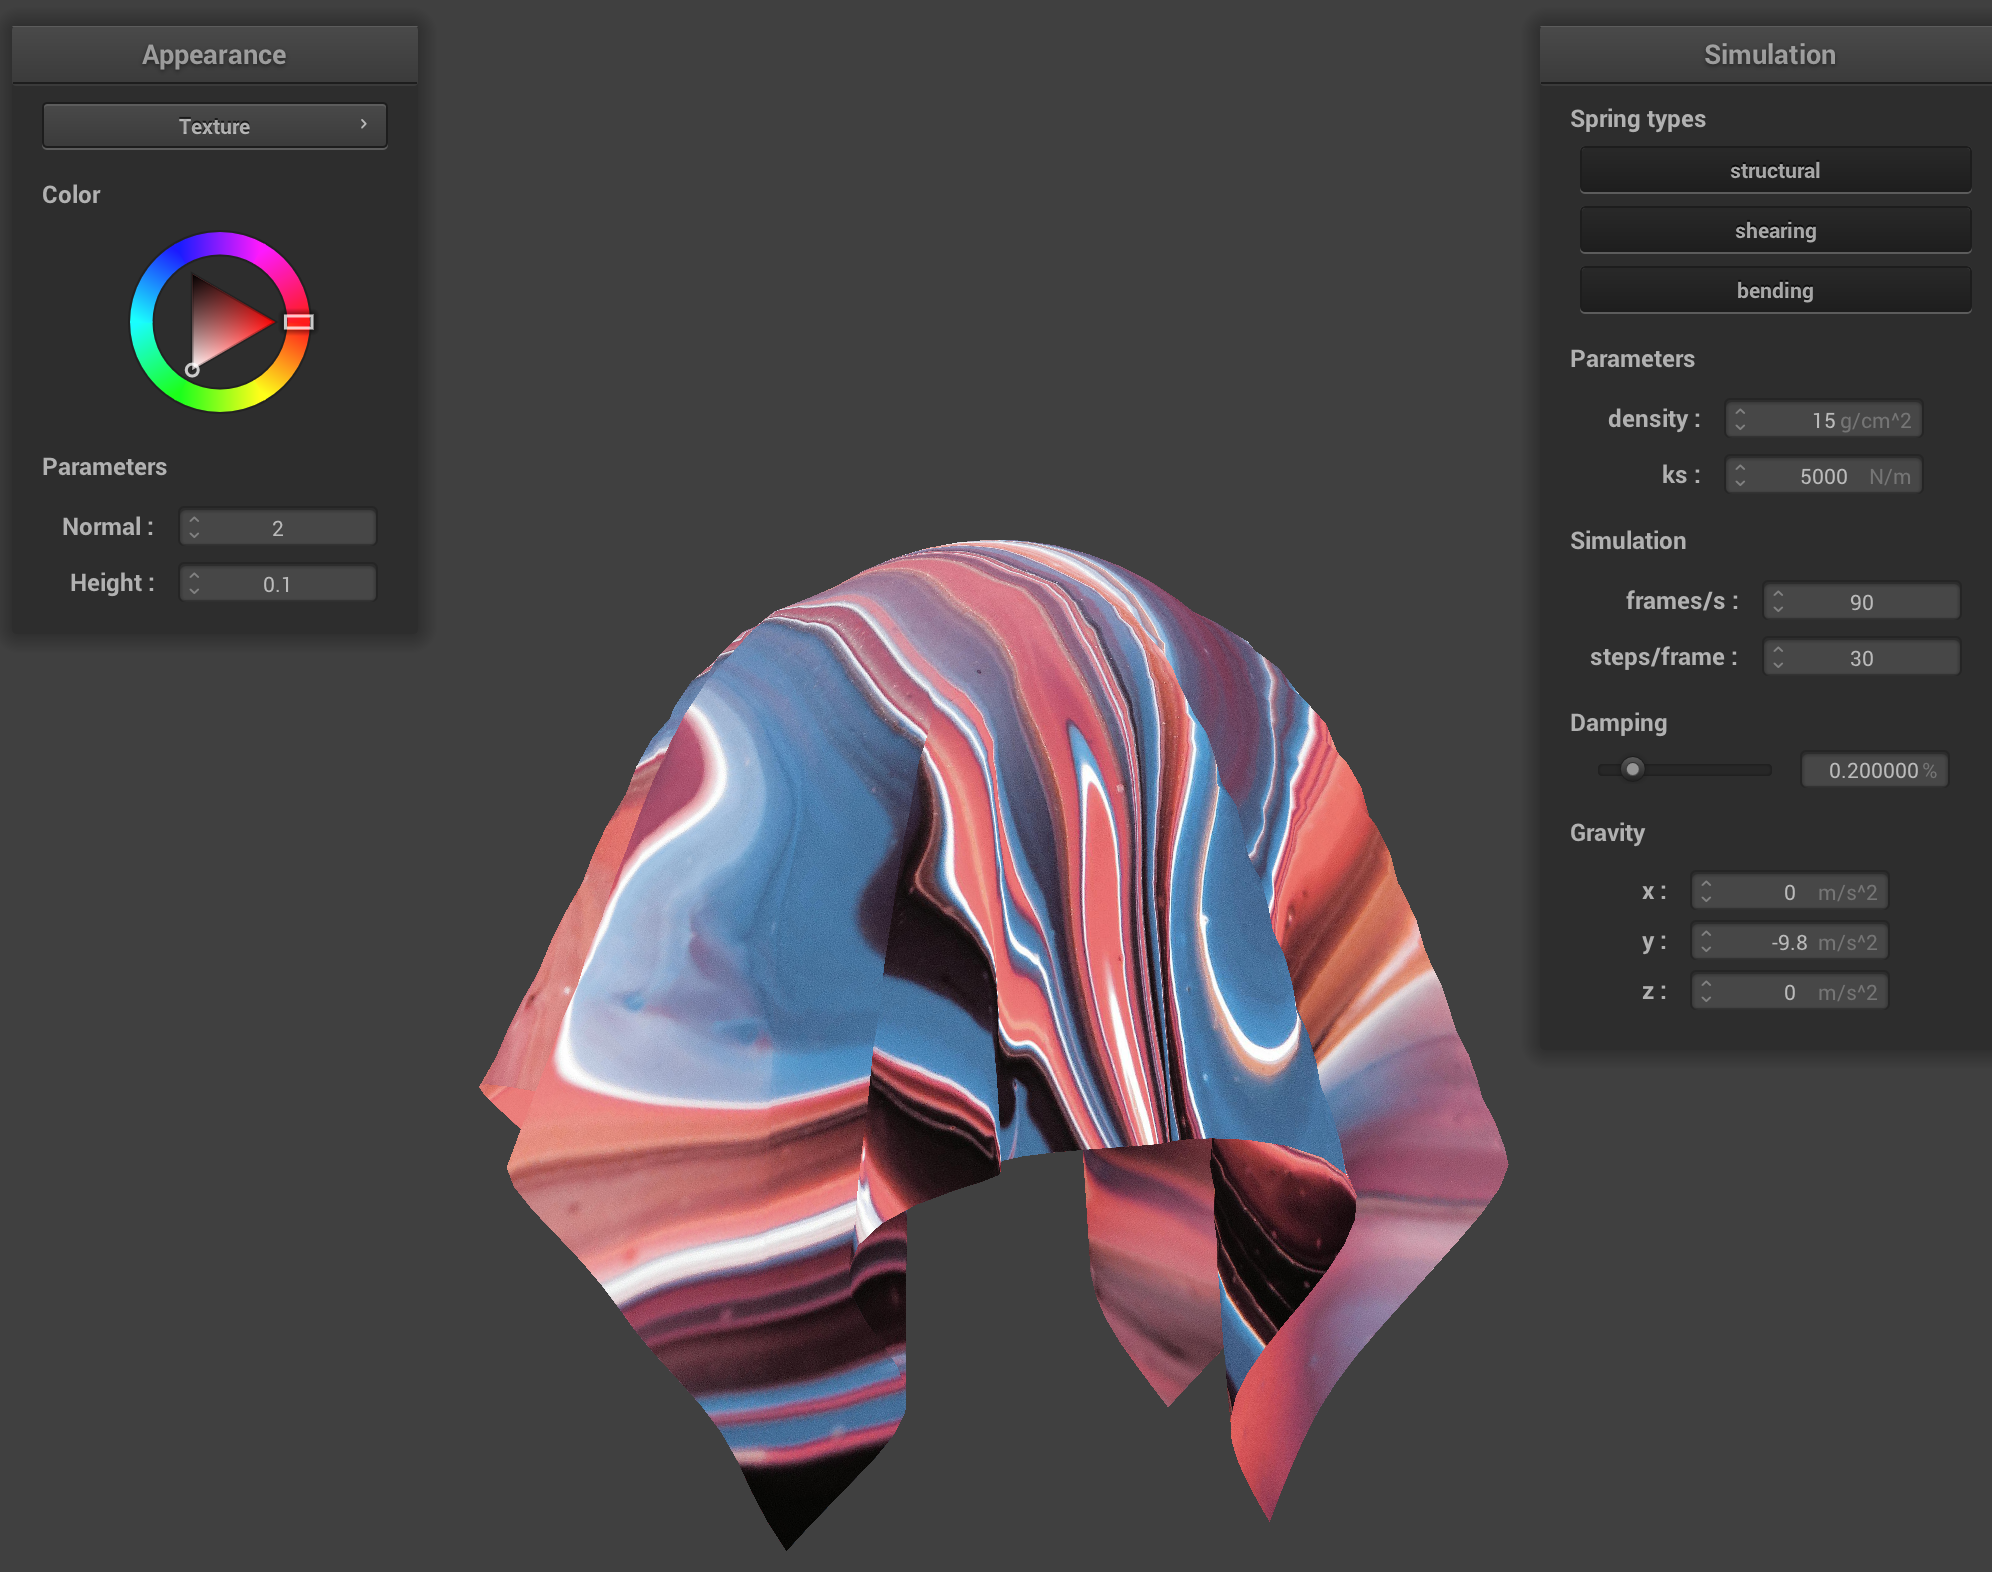 Appearance
Texture
Color
Parameters
Normal : 2
Height : 0.1
Simulation
Spring types
structural
shearing
bending
Parameters
density : 15 g/cm^2
ks : 5000 N/m
Simulation
frames/s : 90
steps/frame : 30
Damping
0.200000 %
Gravity
x : 0 m/s^2
y : -9.8 m/s^2
z : 0 m/s^2